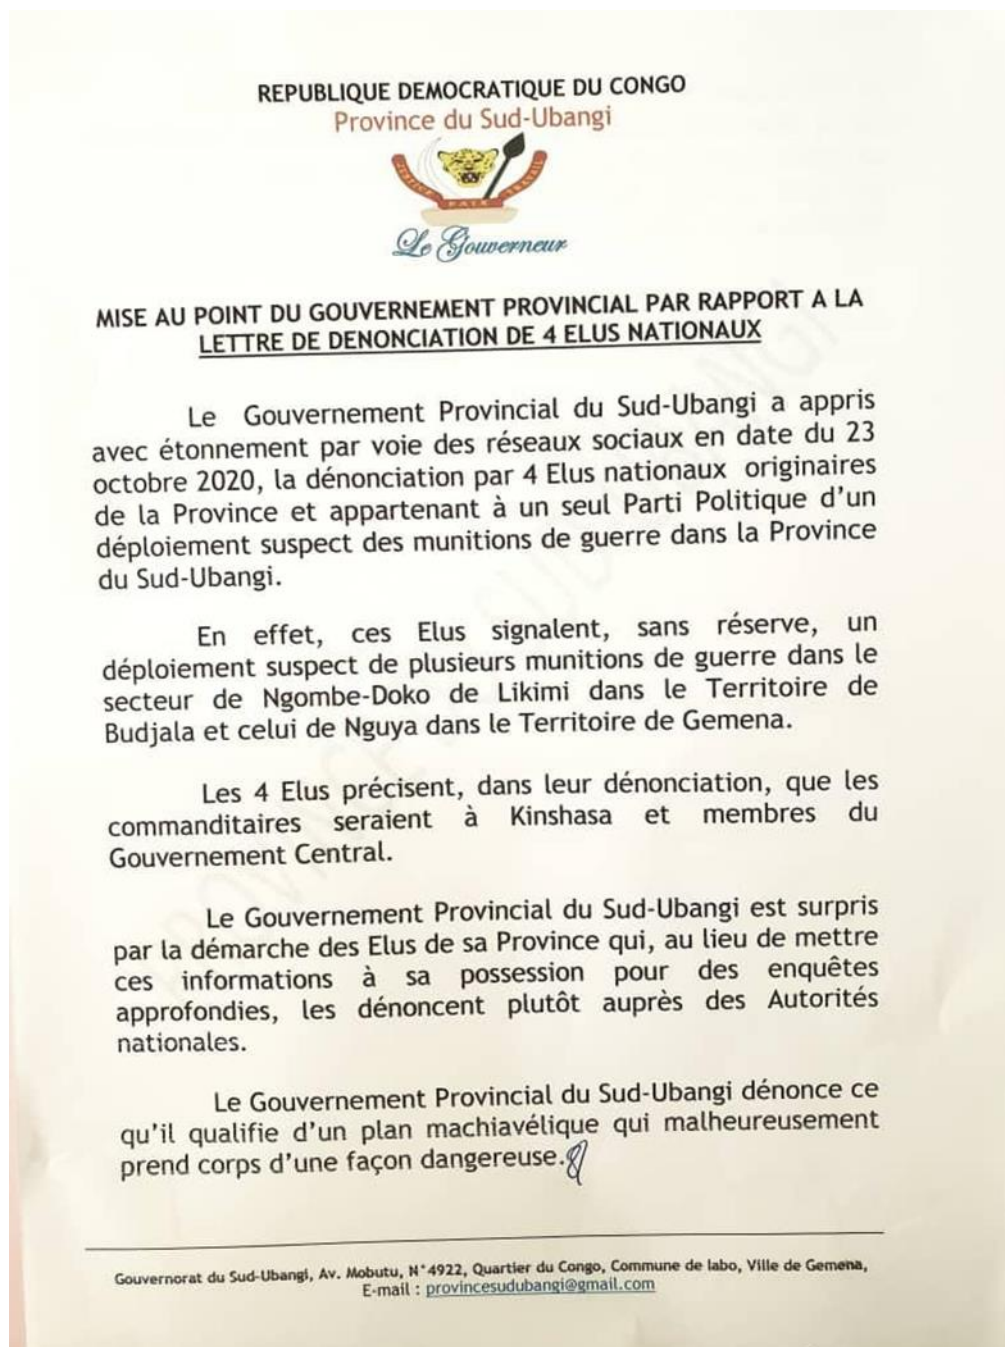 REPUBLIQUE DEMOCRATIQUE DU CONGO
Province du Sud-Ubangi
JUSTICE PAIX TRAVAIL
Le Gouverneur
MISE AU POINT DU GOUVERNEMENT PROVINCIAL PAR RAPPORT A LA
LETTRE DE DENONCIATION DE 4 ELUS NATIONAUX
Le Gouvernement Provincial du Sud-Ubangi a appris
avec étonnement par voie des réseaux sociaux en date du 23
octobre 2020, la dénonciation par 4 Elus nationaux originaires
de la Province et appartenant à un seul Parti Politique d'un
déploiement suspect des munitions de guerre dans la Province
du Sud-Ubangi.
En effet, ces Elus signalent, sans réserve, un
déploiement suspect de plusieurs munitions de guerre dans le
secteur de Ngombe-Doko de Likimi dans le Territoire de
Budjala et celui de Nguya dans le Territoire de Gemena.
Les 4 Elus précisent, dans leur dénonciation, que les
commanditaires seraient à Kinshasa et membres du
Gouvernement Central.
Le Gouvernement Provincial du Sud-Ubangi est surpris
par la démarche des Elus de sa Province qui, au lieu de mettre
ces informations à sa possession pour des enquêtes
approfondies, les dénoncent plutôt auprès des Autorités
nationales.
Le Gouvernement Provincial du Sud-Ubangi dénonce ce
qu'il qualifie d'un plan machiavélique qui malheureusement
prend corps d'une façon dangereuse.
Gouvernorat du Sud-Ubangi, Av. Mobutu, N°4922, Quartier du Congo, Commune de labo, Ville de Gemena,
E-mail : provincesudubangi@gmail.com